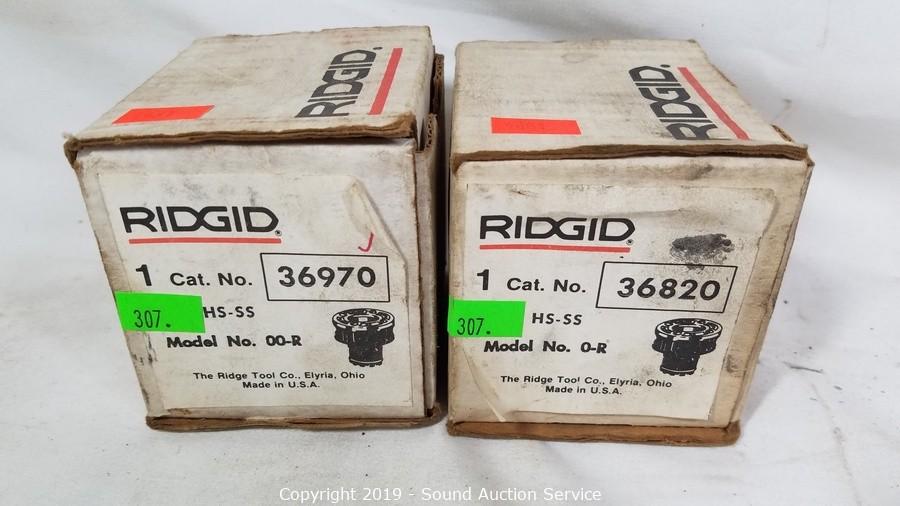 RIDGID®
RIDGID®
RIDGID®
1 Cat. No. 36970
307. HS-SS
Model No. 00-R
The Ridge Tool Co., Elyria, Ohio
Made in U.S.A.
RIDGID®
1 Cat. No. 36820
307. HS-SS
Model No. 0-R
The Ridge Tool Co., Elyria, Ohio
Made in U.S.A.
Copyright 2019 - Sound Auction Service